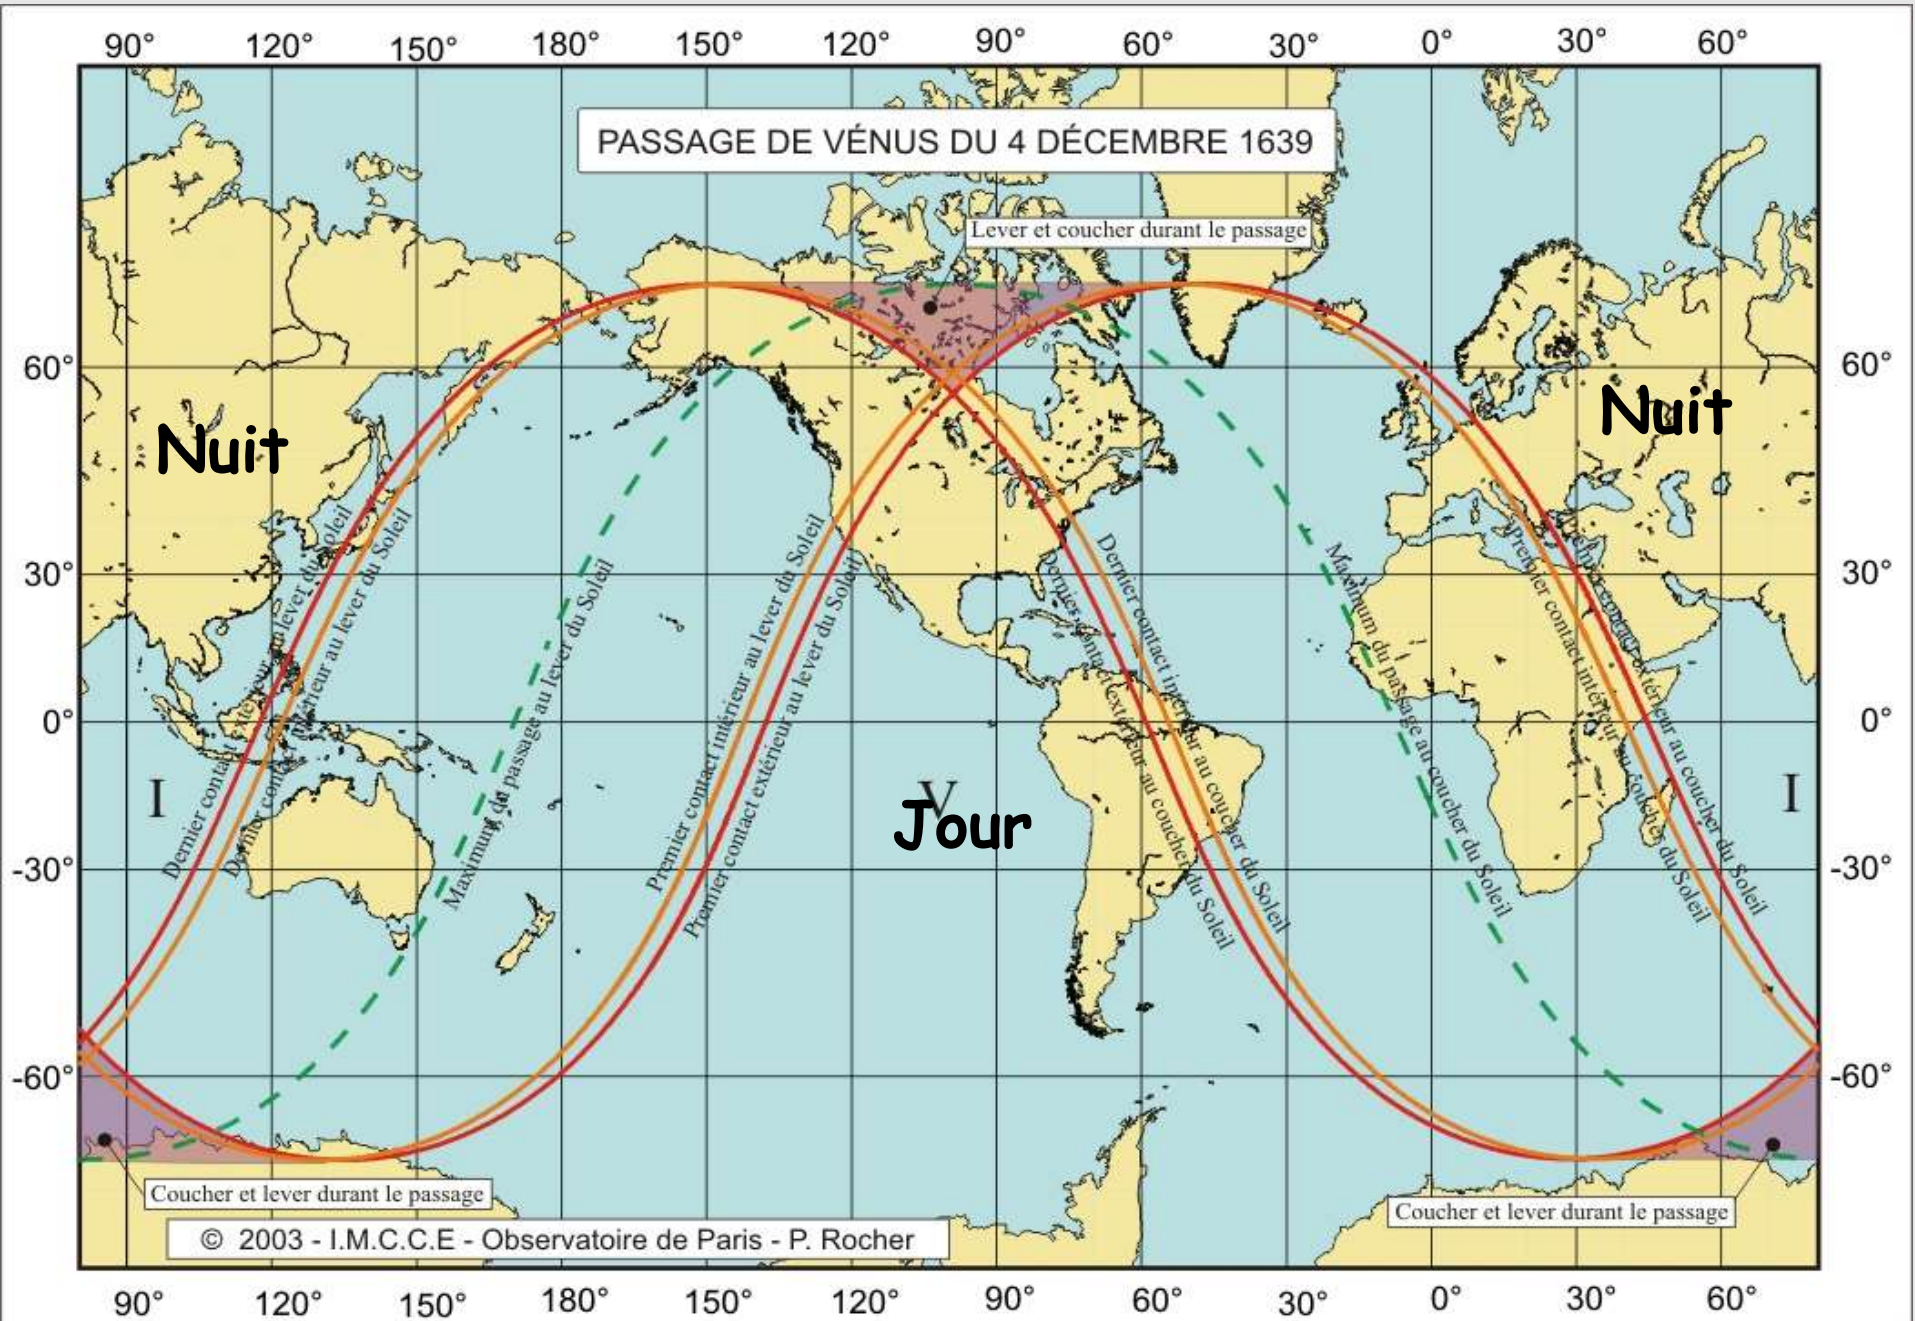 90° 120° 150° 180° 150° 120° 90° 60° 30° 0° 30° 60°
PASSAGE DE VÉNUS DU 4 DÉCEMBRE 1639
Lever et coucher durant le passage
60° 60°
Nuit Nuit
30° 30°
0° 0°
Dernier contact extérieur au lever du Soleil
Dernier contact intérieur au lever du Soleil
Maximum du passage au lever du Soleil
Premier contact intérieur au lever du Soleil
Premier contact extérieur au lever du Soleil
Dernier contact extérieur au coucher du Soleil
Dernier contact intérieur au coucher du Soleil
Maximum du passage au coucher du Soleil
Premier contact intérieur au coucher du Soleil
Premier contact extérieur au coucher du Soleil
I V I
Jour
-30° -30°
-60° -60°
Coucher et lever durant le passage
Coucher et lever durant le passage
© 2003 - I.M.C.C.E - Observatoire de Paris - P. Rocher
90° 120° 150° 180° 150° 120° 90° 60° 30° 0° 30° 60°